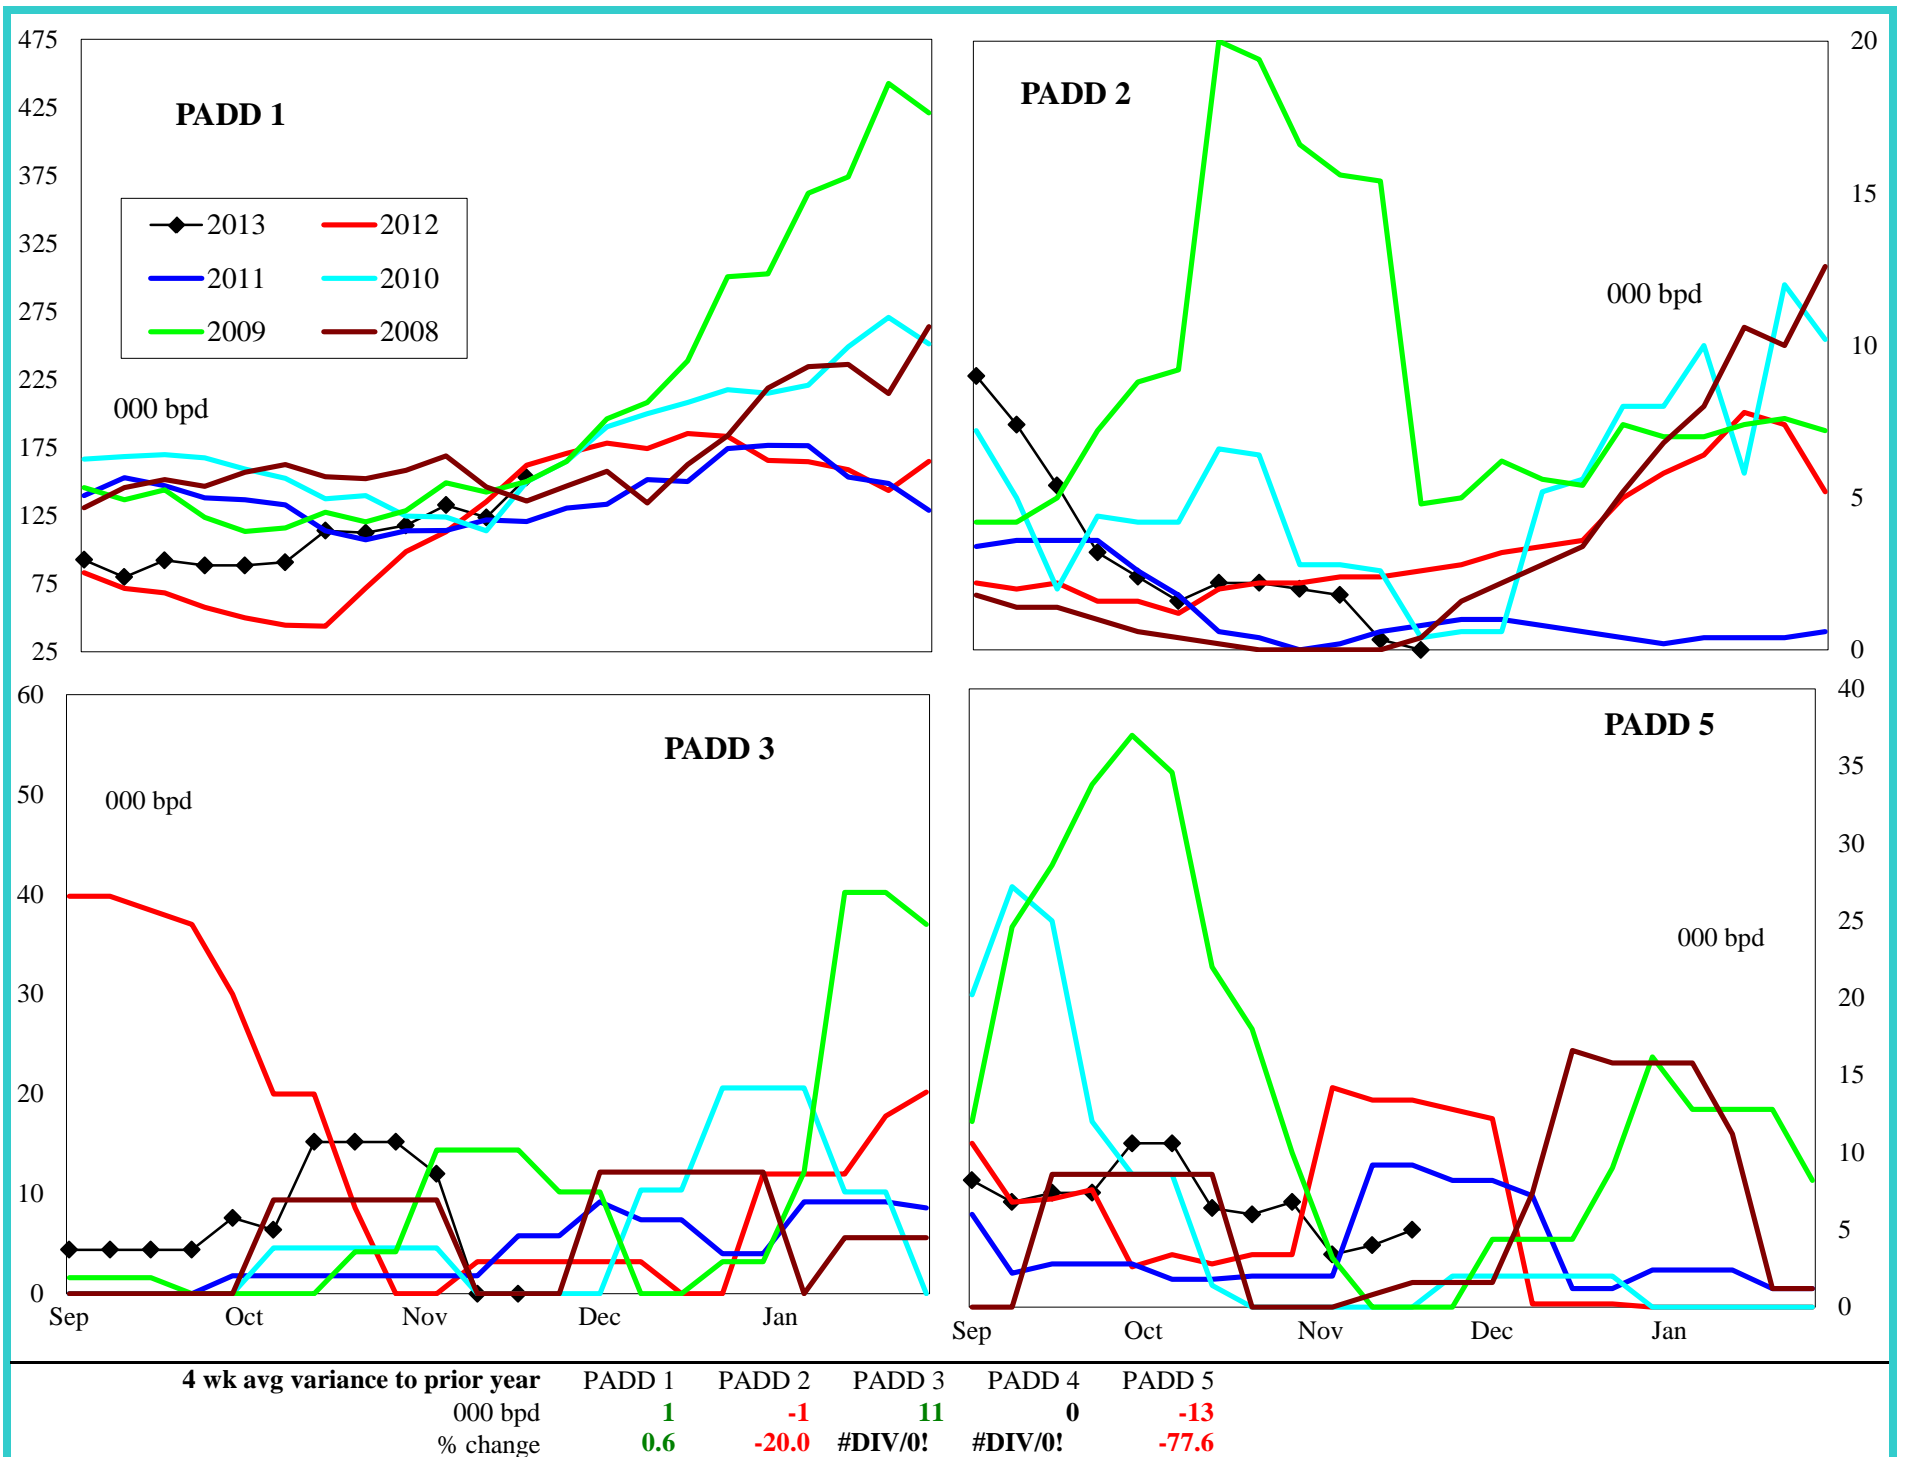 475
425
375
325
275
225
175
125
75
25
PADD 1
2013 2012
2011 2010
2009 2008
000 bpd
PADD 2
000 bpd
20
15
10
5
0
60
50
40
30
20
10
0
PADD 3
000 bpd
Sep Oct Nov Dec Jan
PADD 5
000 bpd
40
35
30
25
20
15
10
5
0
Sep Oct Nov Dec Jan
4 wk avg variance to prior year PADD 1 PADD 2 PADD 3 PADD 4 PADD 5
000 bpd 1 -1 11 0 -13
% change 0.6 -20.0 #DIV/0! #DIV/0! -77.6